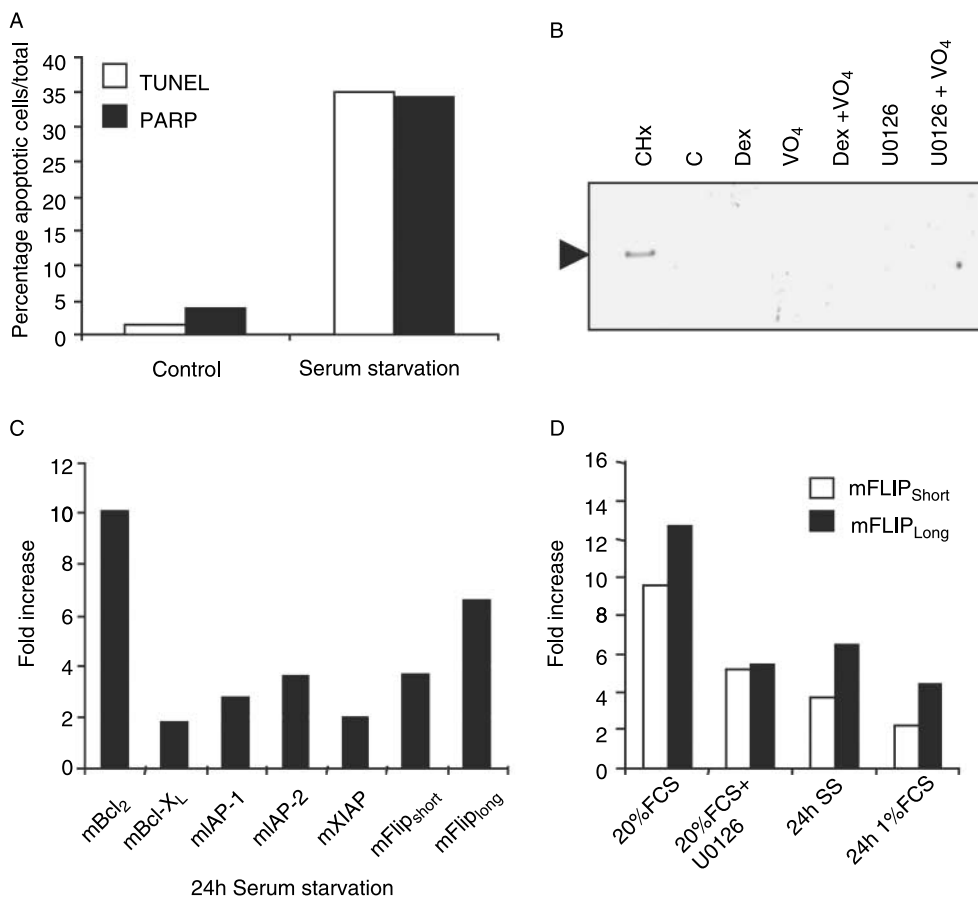 A
Percentage apoptotic cells/total
40
35
30
25
20
15
10
5
0
TUNEL
PARP
Control
Serum starvation
B
CHx
C
Dex
VO4
Dex +VO4
U0126
U0126 + VO4
C
Fold increase
12
10
8
6
4
2
0
mBcl2
mBcl-XL
mIAP-1
mIAP-2
mXIAP
mFlipshort
mFliplong
24h Serum starvation
D
Fold increase
16
14
12
10
8
6
4
2
0
mFLIPShort
mFLIPLong
20%FCS
20%FCS+
U0126
24h SS
24h 1%FCS